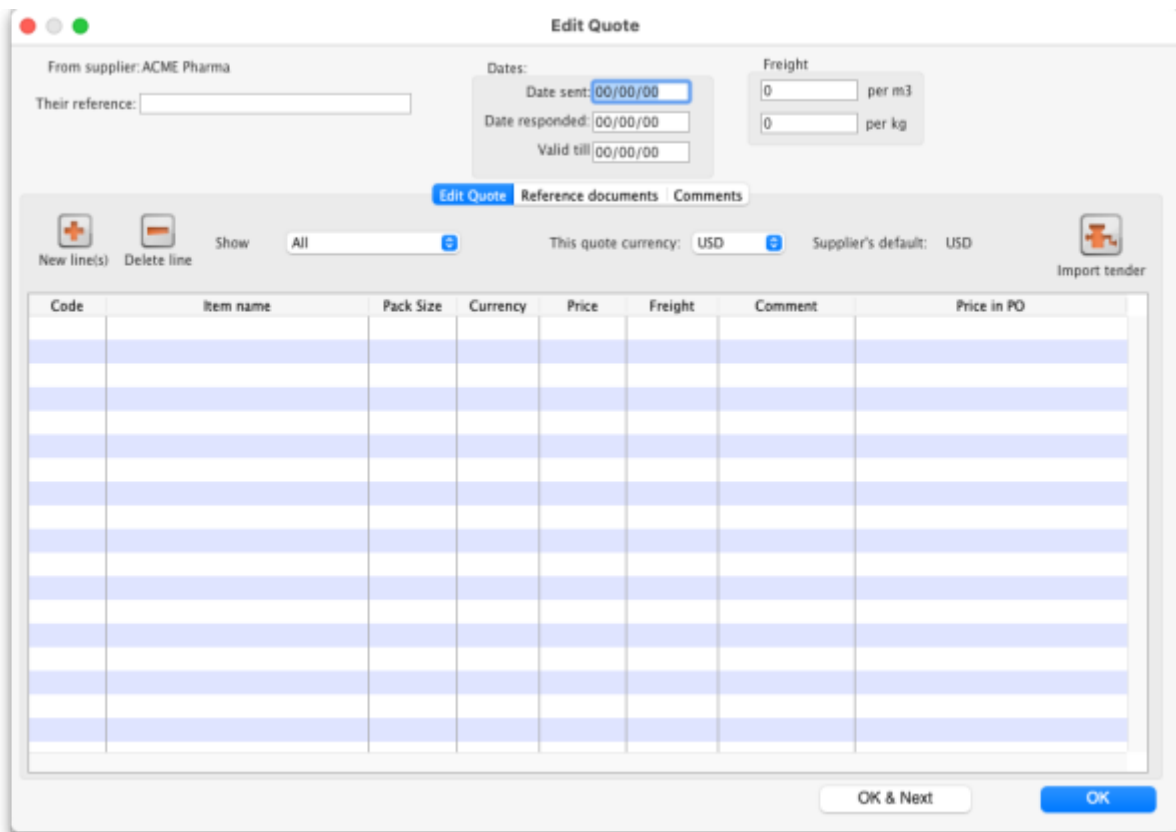 Edit Quote
From supplier: ACME Pharma
Their reference:
Dates:
Date sent: 00/00/00
Date responded: 00/00/00
Valid till 00/00/00
Freight
0 per m3
0 per kg
Edit Quote Reference documents Comments
New line(s) Delete line Show All This quote currency: USD Supplier's default: USD Import tender
Code Item name Pack Size Currency Price Freight Comment Price in PO
OK & Next OK